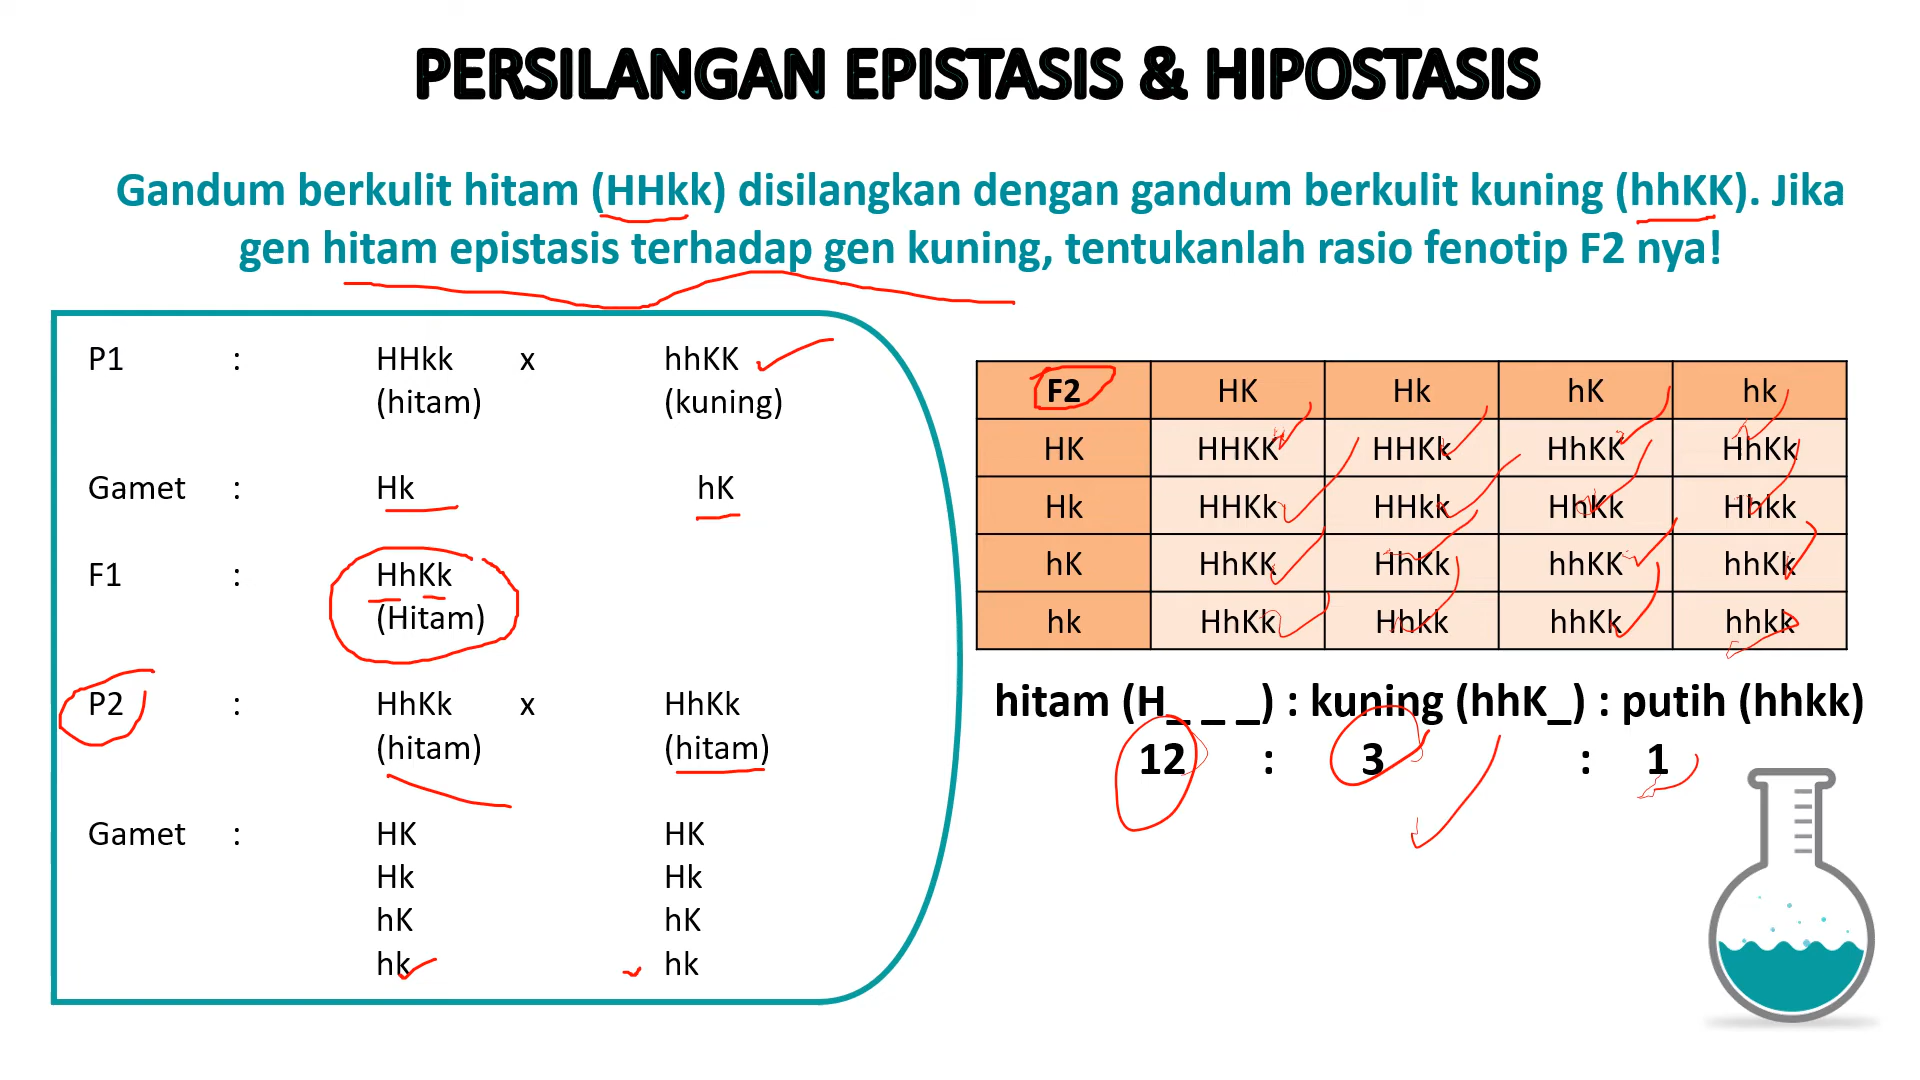 PERSILANGAN EPISTASIS & HIPOSTASIS
Gandum berkulit hitam (HHkk) disilangkan dengan gandum berkulit kuning (hhKK). Jika
gen hitam epistasis terhadap gen kuning, tentukanlah rasio fenotip F2 nya!
P1 : HHkk x hhKK
(hitam) (kuning)
Gamet : Hk hK
F1 : HhKk
(Hitam)
P2 : HhKk x HhKk
(hitam) (hitam)
Gamet : HK HK
Hk Hk
hK hK
hk hk
F2 HK Hk hK hk
HK HHKK HHKk HhKK HhKk
Hk HHKk HHkk HhKk Hhkk
hK HhKK HhKk hhKK hhKk
hk HhKk Hhkk hhKk hhkk
hitam (H_ _ _) : kuning (hhK_) : putih (hhkk)
12 : 3 : 1